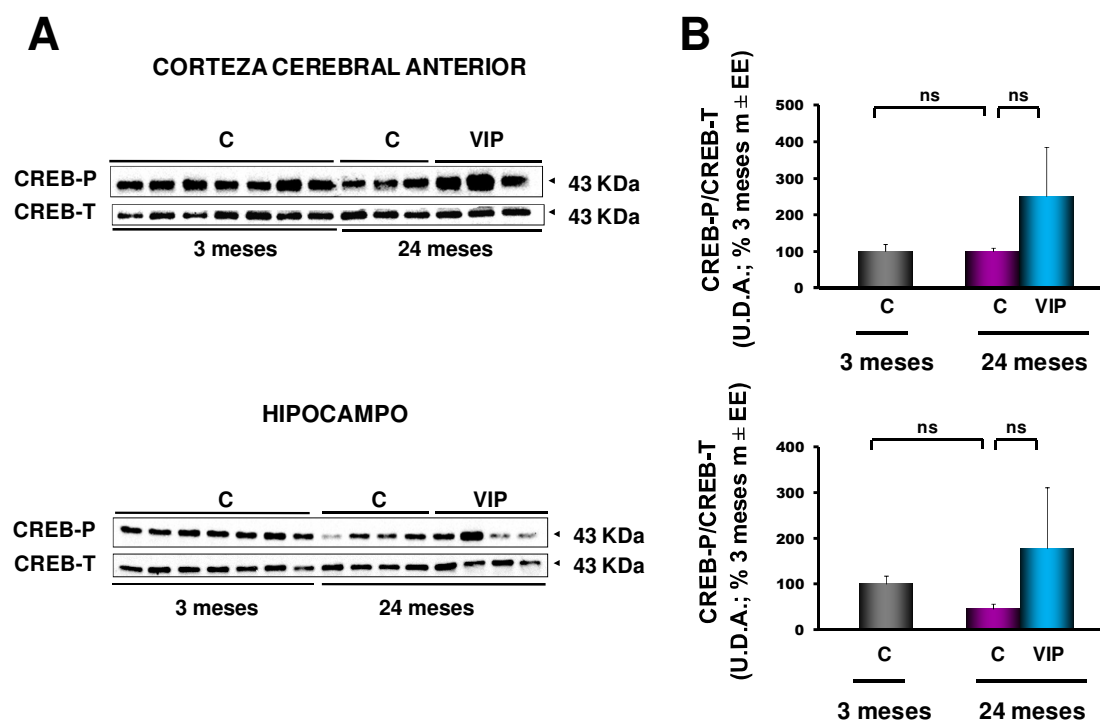 A
CORTEZA CEREBRAL ANTERIOR
C C VIP
CREB-P 43 KDa
CREB-T 43 KDa
3 meses 24 meses
HIPOCAMPO
C C VIP
CREB-P 43 KDa
CREB-T 43 KDa
3 meses 24 meses
B
CREB-P/CREB-T
(U.D.A.; % 3 meses m ± EE)
ns ns
500
400
300
200
100
0
C C VIP
3 meses 24 meses
CREB-P/CREB-T
(U.D.A.; % 3 meses m ± EE)
ns ns
400
300
200
100
0
C C VIP
3 meses 24 meses